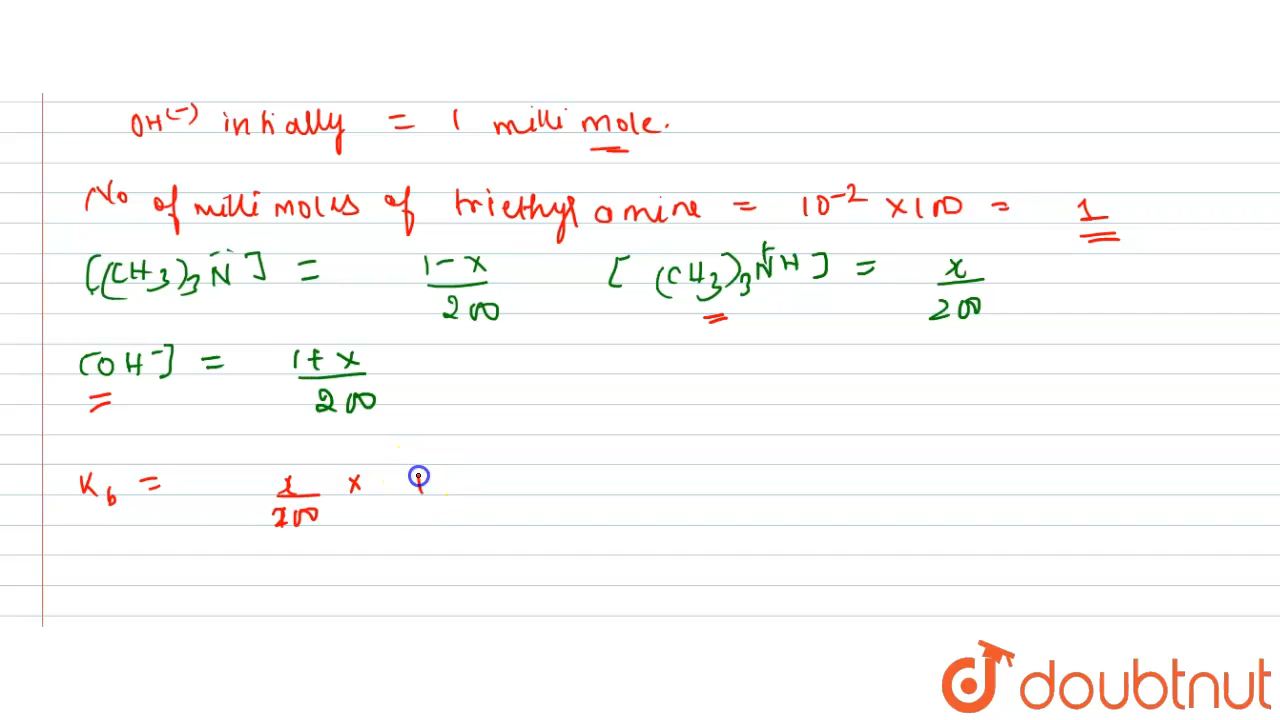 OH(-) initially = 1 milli mole.
No of milli moles of triethyl amine = 10⁻² × 100 = 1
[(CH3)3N̈] = 1-x/200 [(CH3)3N⁺H] = x/200
[OH⁻] = 1+x/200
Kb = x/200 × 1
doubtnut